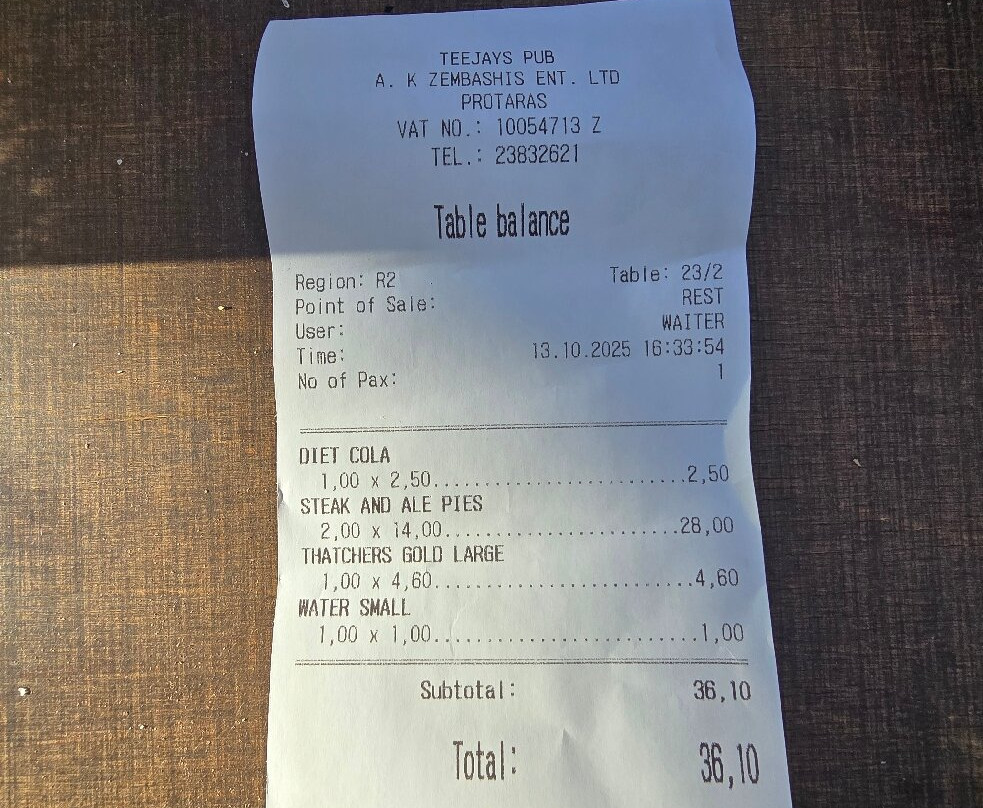 TEEJAYS PUB
A. K ZEMBASHIS ENT. LTD
PROTARAS
VAT NO.: 10054713 Z
TEL.: 23832621
Table balance
Region: R2 Table: 23/2
Point of Sale: REST
User: WAITER
Time: 13.10.2025 16:33:54
No of Pax: 1
DIET COLA
1,00 x 2,50.......................2,50
STEAK AND ALE PIES
2,00 x 14,00.....................28,00
THATCHERS GOLD LARGE
1,00 x 4,60.......................4,60
WATER SMALL
1,00 x 1,00.......................1,00
Subtotal: 36,10
Total: 36,10